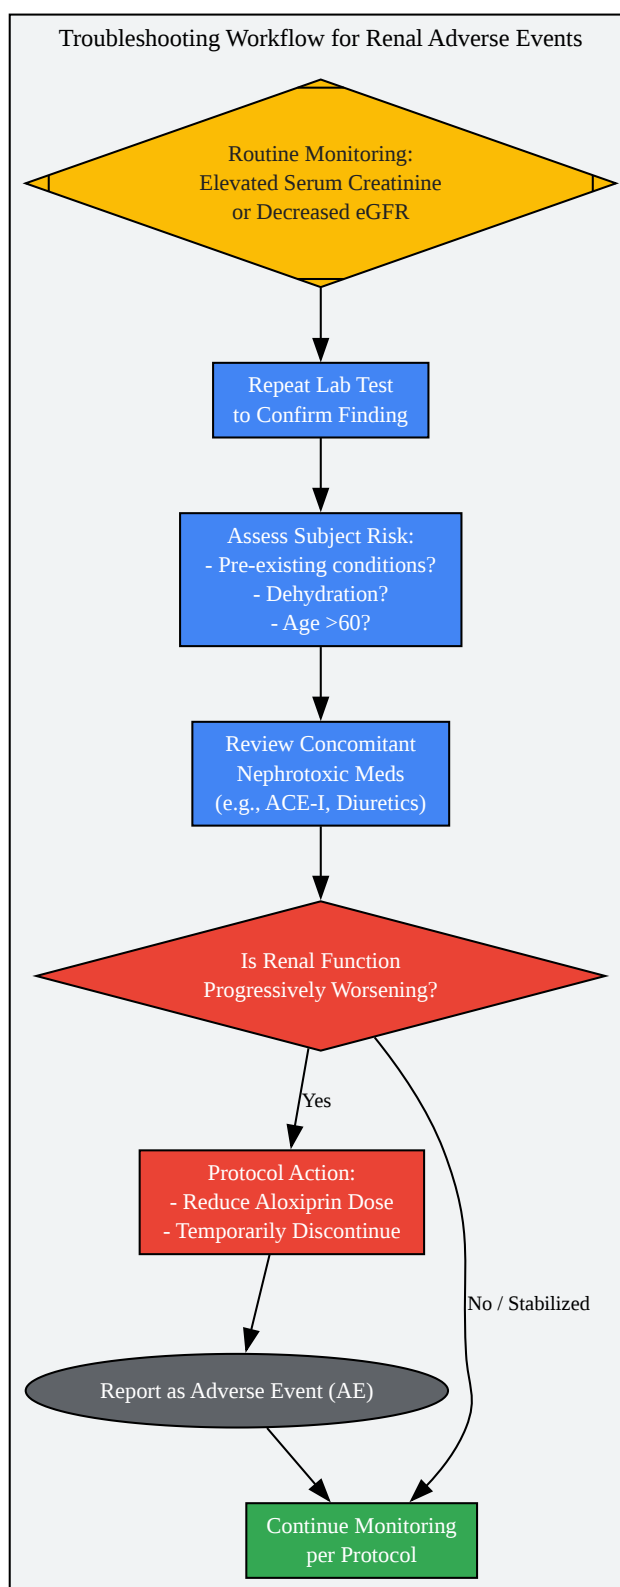 Troubleshooting Workflow for Renal Adverse Events
Routine Monitoring:
Elevated Serum Creatinine
or Decreased eGFR
Repeat Lab Test
to Confirm Finding
Assess Subject Risk:
- Pre-existing conditions?
- Dehydration?
- Age >60?
Review Concomitant
Nephrotoxic Meds
(e.g., ACE-I, Diuretics)
Is Renal Function
Progressively Worsening?
Yes
Protocol Action:
- Reduce Aloxiprin Dose
- Temporarily Discontinue
No / Stabilized
Report as Adverse Event (AE)
Continue Monitoring
per Protocol